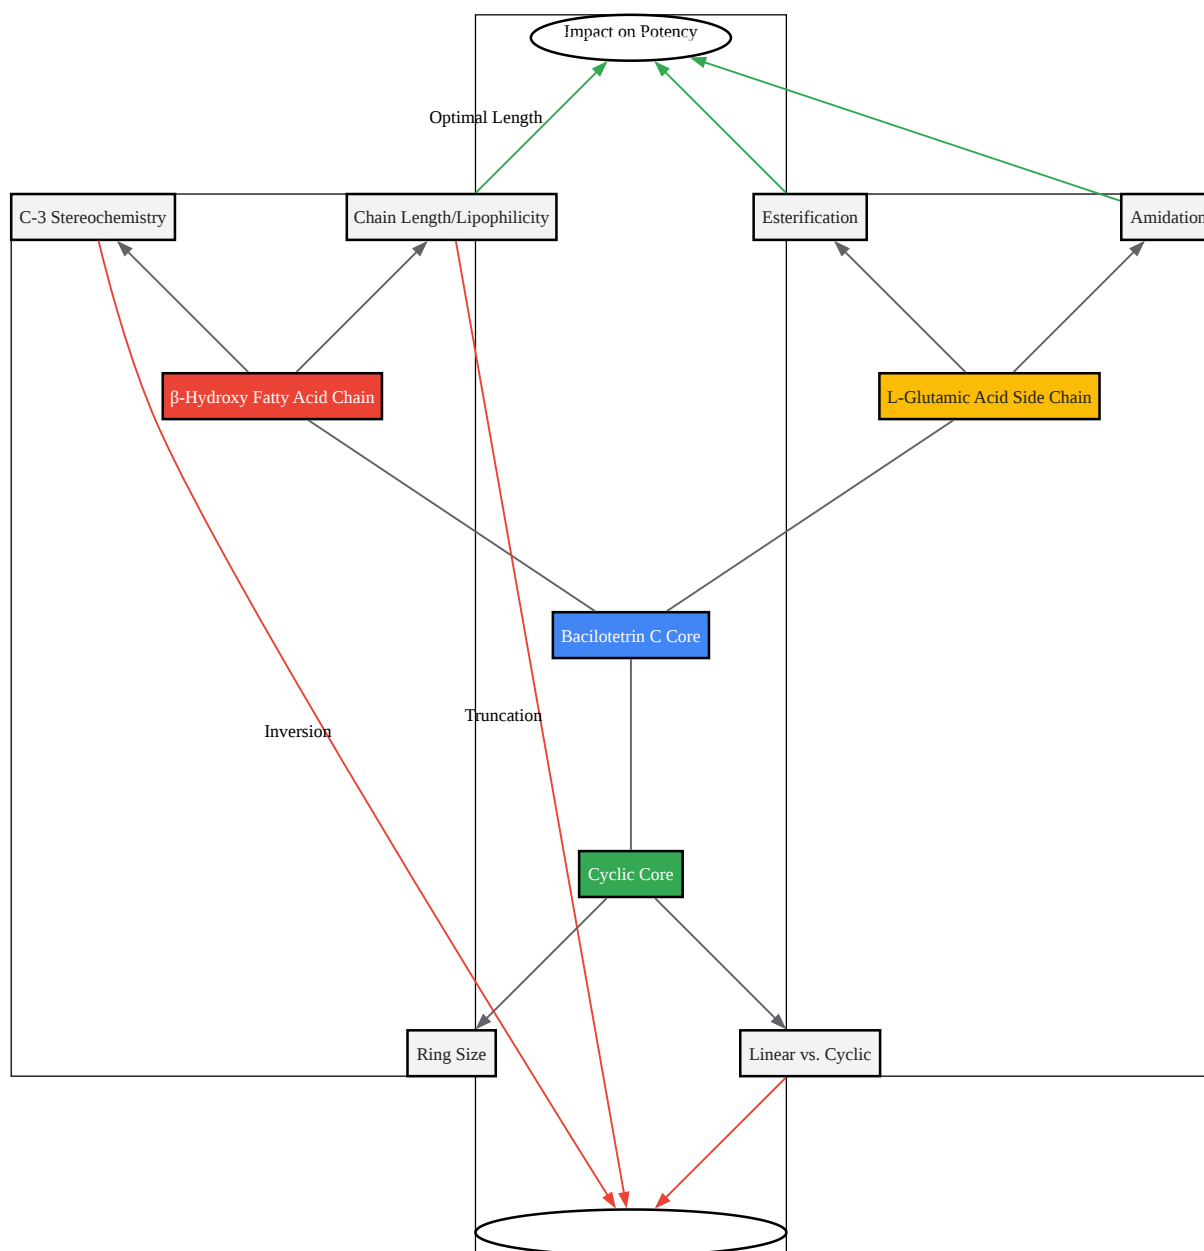 Impact on Potency
Optimal Length
C-3 Stereochemistry
Chain Length/Lipophilicity
Esterification
Amidation
β-Hydroxy Fatty Acid Chain
L-Glutamic Acid Side Chain
Bacilotetrin C Core
Truncation
Inversion
Cyclic Core
Ring Size
Linear vs. Cyclic